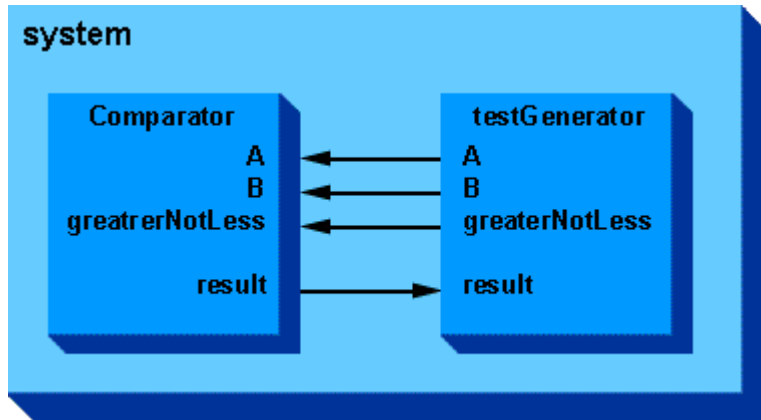 system
Comparator
A
B
greatrerNotLess
result
testGenerator
A
B
greaterNotLess
result